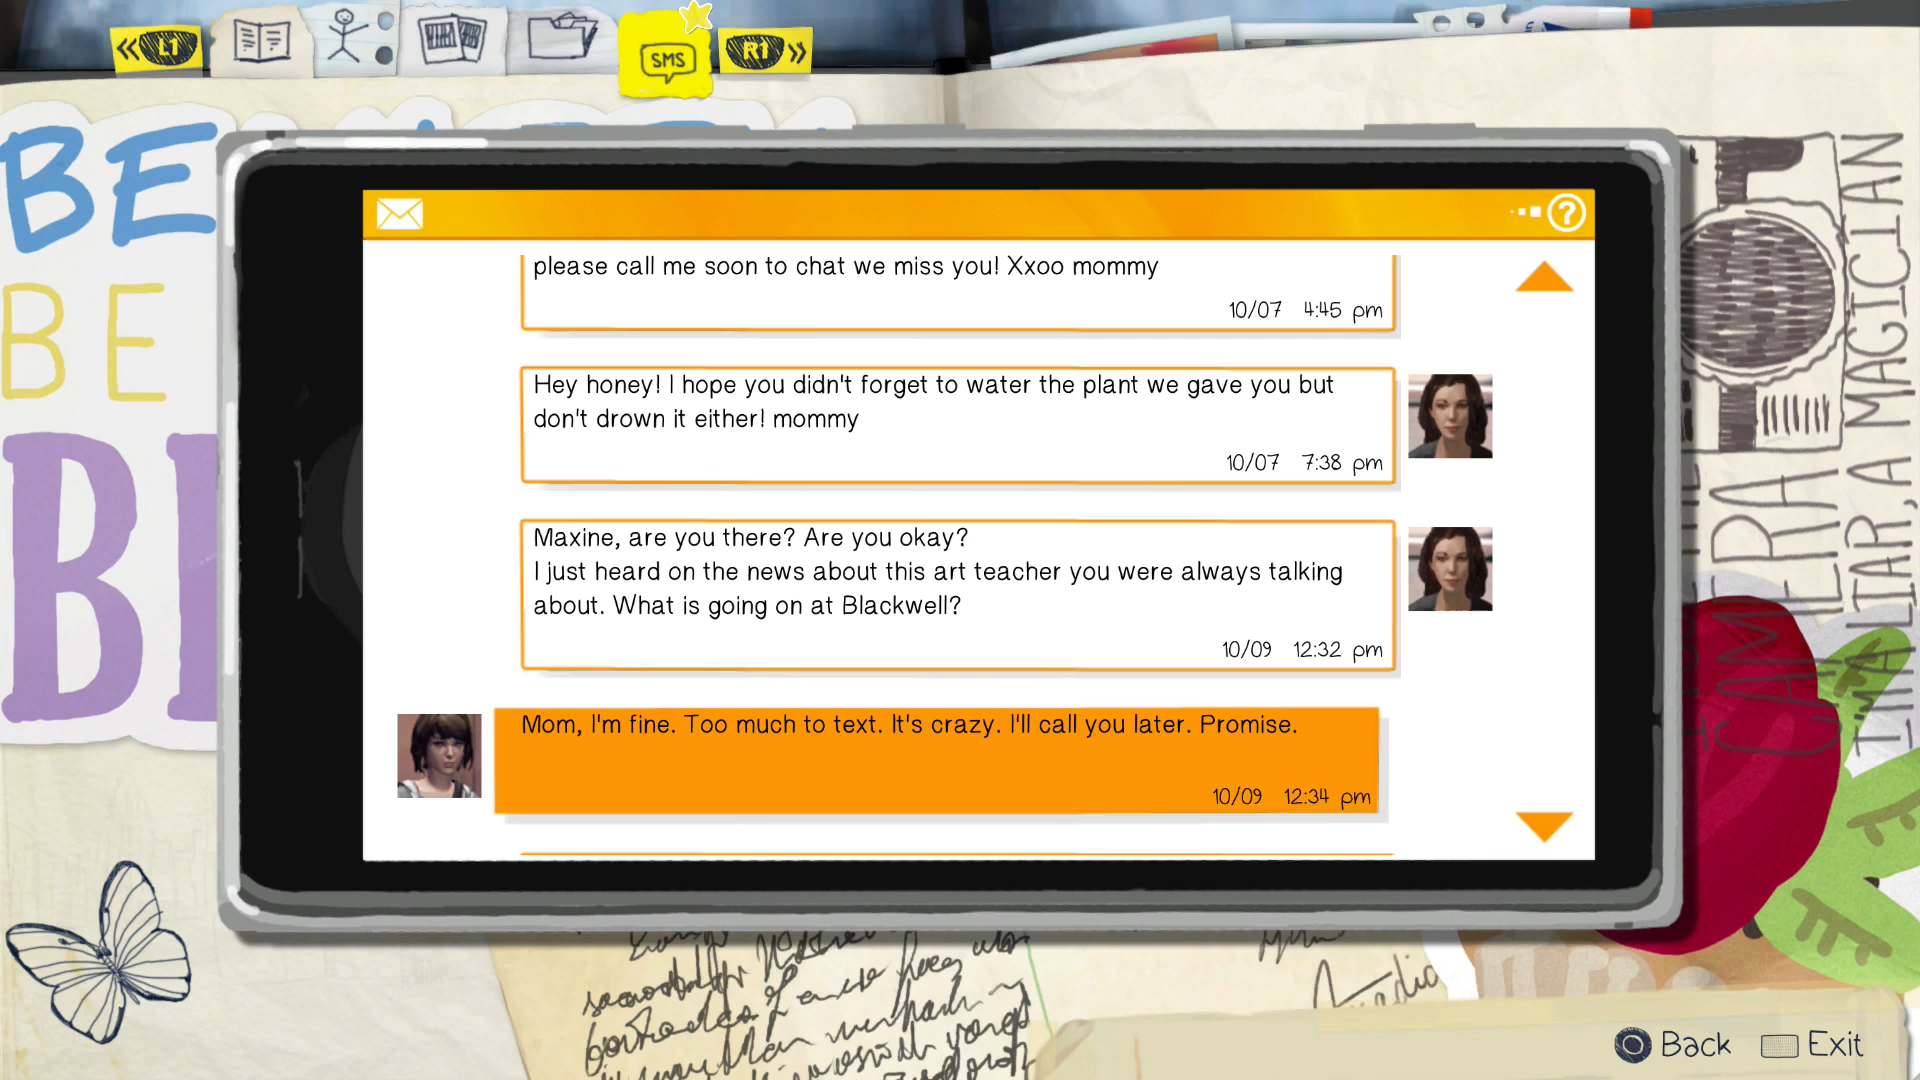 L1
SMS
R1
BE
BE
please call me soon to chat we miss you! Xxoo mommy
10/07 4:45 pm
Hey honey! I hope you didn't forget to water the plant we gave you but
don't drown it either! mommy
10/07 7:38 pm
Maxine, are you there? Are you okay?
I just heard on the news about this art teacher you were always talking
about. What is going on at Blackwell?
10/09 12:32 pm
Mom, I'm fine. Too much to text. It's crazy. I'll call you later. Promise.
10/09 12:34 pm
CAMERA
LIAR, A MAGICIAN
Back
Exit